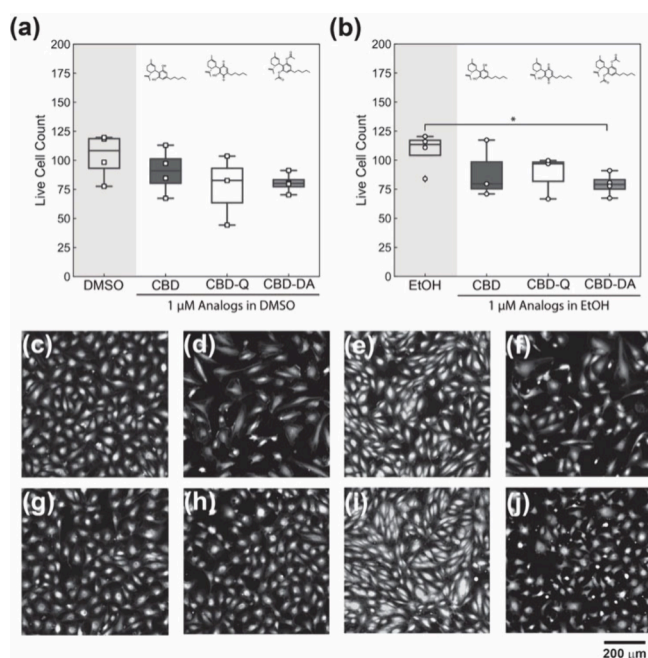 (a)
Live Cell Count
200
175
150
125
100
75
50
25
0
DMSO CBD CBD-Q CBD-DA
1 µM Analogs in DMSO
(b)
Live Cell Count
200
175
150
125
100
75
50
25
0
*
EtOH CBD CBD-Q CBD-DA
1 µM Analogs in EtOH
(c) (d) (e) (f)
(g) (h) (i) (j)
200 µm